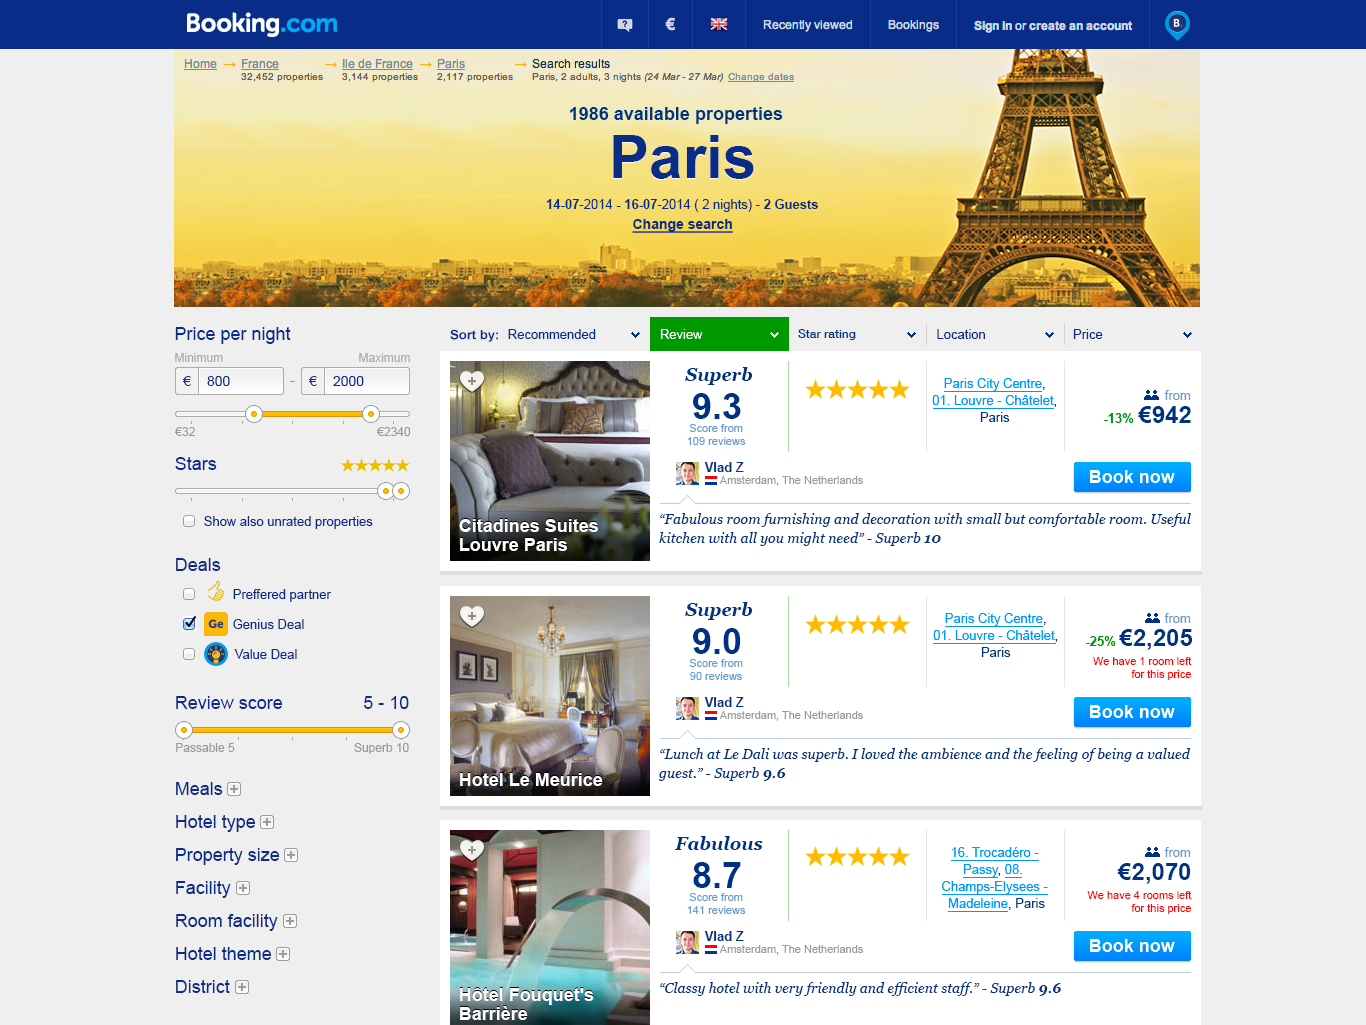 Booking.com
€
Recently viewed
Bookings
Sign in or create an account
B.
Home → France → Ile de France → Paris → Search results
32,452 properties 3,144 properties 2,117 properties Paris, 2 adults, 3 nights (24 Mar - 27 Mar) Change dates
1986 available properties
Paris
14-07-2014 - 16-07-2014 ( 2 nights) - 2 Guests
Change search
Price per night
Minimum Maximum
€ 800 – € 2000
€32 €2340
Stars
Show also unrated properties
Deals
Preffered partner
Ge Genius Deal
Value Deal
Review score 5 - 10
Passable 5 Superb 10
Meals
Hotel type
Property size
Facility
Room facility
Hotel theme
District
Sort by: Recommended Review Star rating Location Price
Citadines Suites
Louvre Paris
Superb
9.3
Score from
109 reviews
Paris City Centre,
01. Louvre - Châtelet,
Paris
from
-13% €942
Vlad Z
Amsterdam, The Netherlands
Book now
“Fabulous room furnishing and decoration with small but comfortable room. Useful
kitchen with all you might need” - Superb 10
Hotel Le Meurice
Superb
9.0
Score from
90 reviews
Paris City Centre,
01. Louvre - Châtelet,
Paris
from
-25% €2,205
We have 1 room left
for this price
Vlad Z
Amsterdam, The Netherlands
Book now
“Lunch at Le Dali was superb. I loved the ambience and the feeling of being a valued
guest.” - Superb 9.6
Hôtel Fouquet's
Barrière
Fabulous
8.7
Score from
141 reviews
16. Trocadéro -
Passy, 08.
Champs-Elysees -
Madeleine, Paris
from
€2,070
We have 4 rooms left
for this price
Vlad Z
Amsterdam, The Netherlands
Book now
“Classy hotel with very friendly and efficient staff.” - Superb 9.6